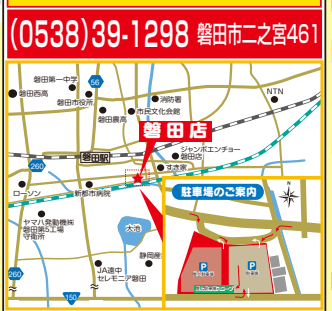 (0538)39-1298 磐田市二之宮461
磐田第一中学
56
磐田西高
磐田市役所
消防署
市民文化会館
NTN
磐田農高
磐田店
ジャンボエンチョー
磐田店
磐田駅
260
すき家
ローソン
新都市病院
駐車場のご案内
N
ヤマハ発動機㈱
磐田第5工場
守衛所
大池
静岡産
JA遠中
セレモニア磐田
260
150
P
P